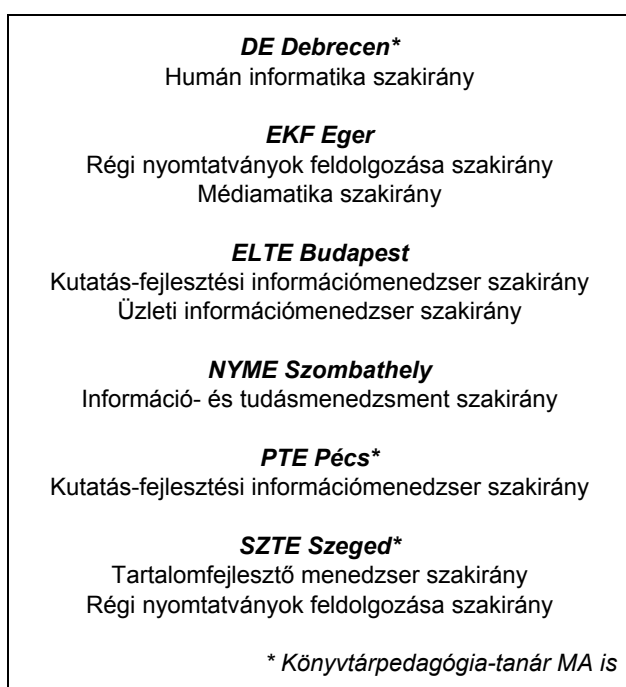 DE Debrecen*
Humán informatika szakirány
EKF Eger
Régi nyomtatványok feldolgozása szakirány
Médiamatika szakirány
ELTE Budapest
Kutatás-fejlesztési információmenedzser szakirány
Üzleti információmenedzser szakirány
NYME Szombathely
Információ- és tudásmenedzsment szakirány
PTE Pécs*
Kutatás-fejlesztési információmenedzser szakirány
SZTE Szeged*
Tartalomfejlesztő menedzser szakirány
Régi nyomtatványok feldolgozása szakirány
* Könyvtárpedagógia-tanár MA is